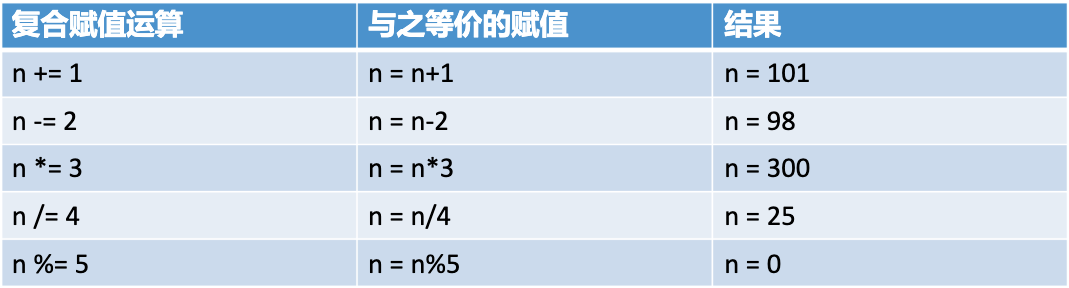 复合赋值运算 与之等价的赋值 结果
n += 1 n = n+1 n = 101
n -= 2 n = n-2 n = 98
n *= 3 n = n*3 n = 300
n /= 4 n = n/4 n = 25
n %= 5 n = n%5 n = 0